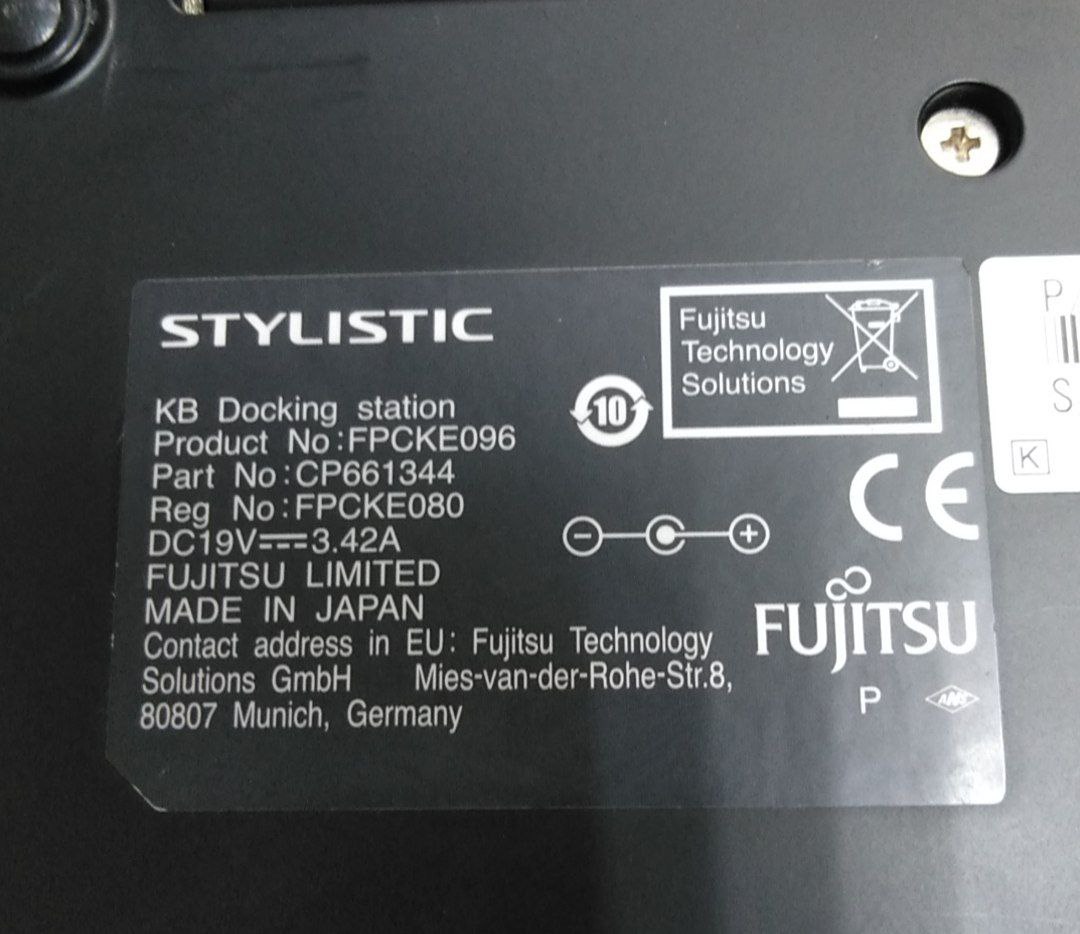 STYLISTIC
KB Docking station
Product No:FPCKE096
Part No:CP661344
Reg No:FPCKE080
DC19V⎓3.42A
FUJITSU LIMITED
MADE IN JAPAN
Contact address in EU: Fujitsu Technology
Solutions GmbH Mies-van-der-Rohe-Str.8,
80807 Munich, Germany
10
Fujitsu
Technology
Solutions
CE
FUJITSU
P
K